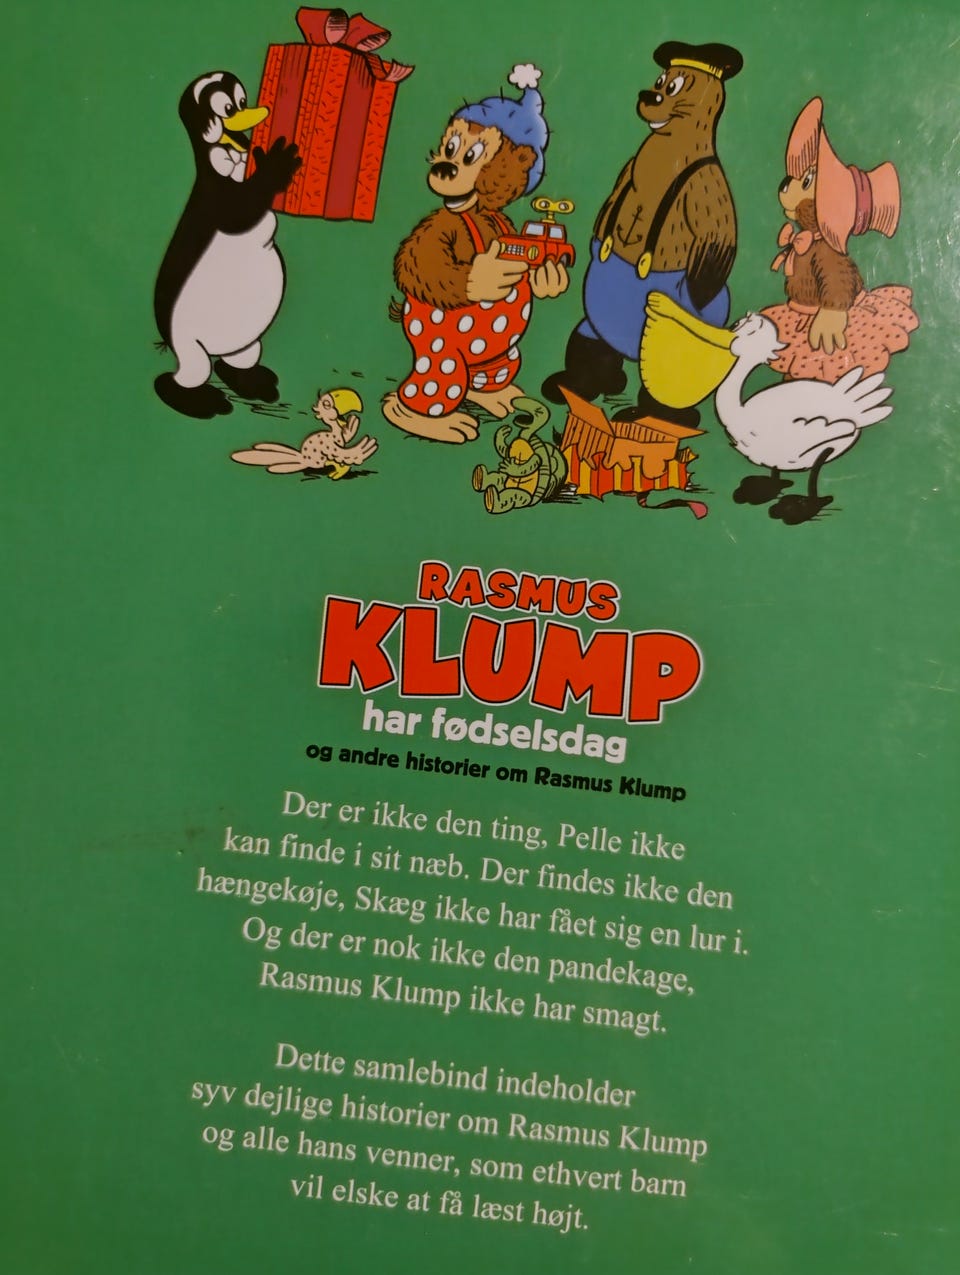 RASMUS
KLUMP
har fødselsdag
og andre historier om Rasmus Klump
Der er ikke den ting, Pelle ikke
kan finde i sit næb. Der findes ikke den
hængekøje, Skæg ikke har fået sig en lur i.
Og der er nok ikke den pandekage,
Rasmus Klump ikke har smagt.
Dette samlebind indeholder
syv dejlige historier om Rasmus Klump
og alle hans venner, som ethvert barn
vil elske at få læst højt.